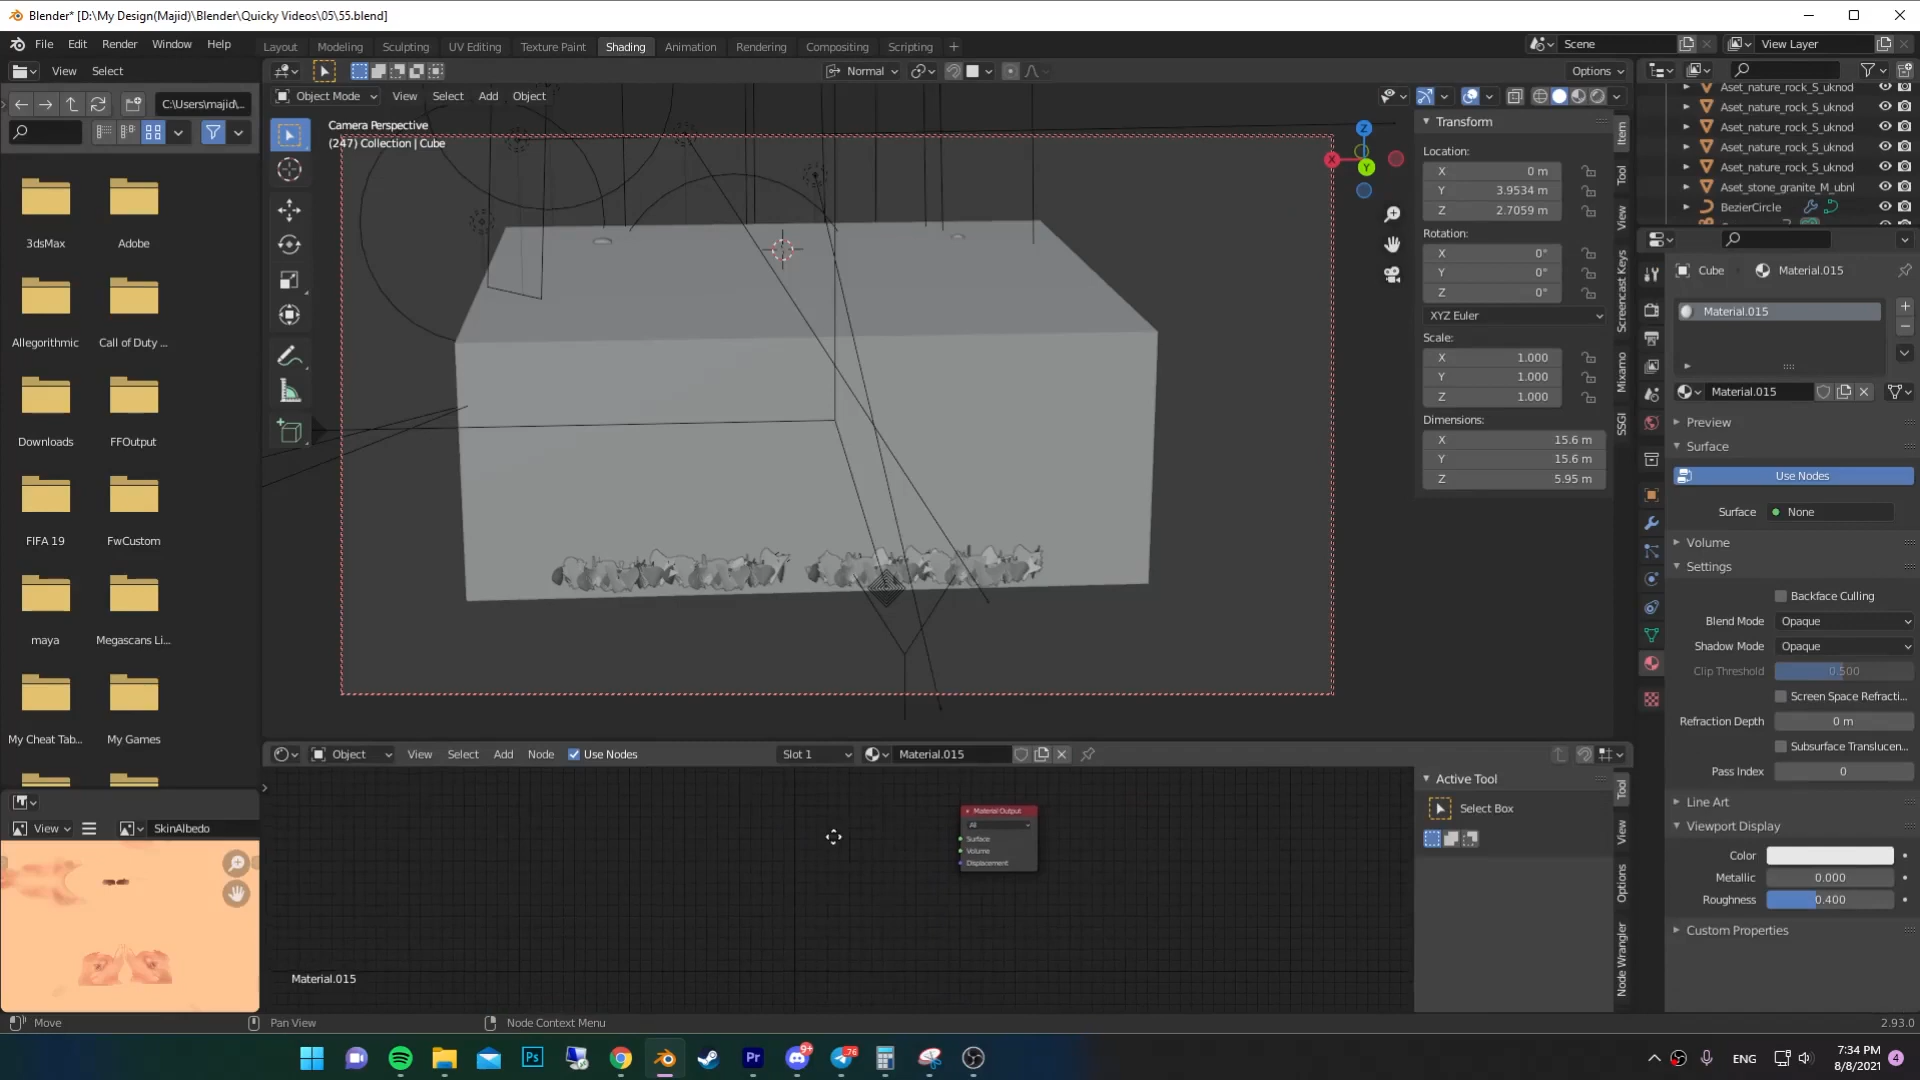 Blender* [D:\My Design(Majid)\Blender\Quicky Videos\05\55.blend]
File Edit Render Window Help
Layout Modeling Sculpting UV Editing Texture Paint Shading Animation Rendering Compositing Scripting
Scene
View Layer
View Select
Normal
Options
C:\Users\majid\...
Object Mode View Select Add Object
Camera Perspective
(247) Collection | Cube
Transform
Location:
X 0 m
Y 3.9534 m
Z 2.7059 m
Rotation:
X 0°
Y 0°
Z 0°
XYZ Euler
Scale:
X 1.000
Y 1.000
Z 1.000
Dimensions:
X 15.6 m
Y 15.6 m
Z 5.95 m
Item
Tool
View
Screencast Keys
Mixamo
SSGI
X
Y
Z
Aset_nature_rock_S_uknod
Aset_nature_rock_S_uknod
Aset_nature_rock_S_uknod
Aset_nature_rock_S_uknod
Aset_nature_rock_S_uknod
Aset_stone_granite_M_ubnl
BezierCircle
Cube Material.015
Material.015
Material.015
Preview
Surface
Use Nodes
Surface None
Volume
Settings
Backface Culling
Blend Mode Opaque
Shadow Mode Opaque
Clip Threshold 0.500
Screen Space Refracti...
Refraction Depth 0 m
Subsurface Translucen...
Pass Index 0
Line Art
Viewport Display
Color
Metallic 0.000
Roughness 0.400
Custom Properties
3dsMax
Adobe
Allegorithmic
Call of Duty ...
Downloads
FFOutput
FIFA 19
FwCustom
maya
Megascans Li...
My Cheat Tab...
My Games
View SkinAlbedo
Object View Select Add Node Use Nodes Slot 1 Material.015
Material Output
All
Surface
Volume
Displacement
Material.015
Active Tool
Select Box
Tool
View
Options
Node Wrangler
Move Pan View Node Context Menu 2.93.0
Ps
Pr
9+
76
ENG
7:34 PM
8/8/2021
4